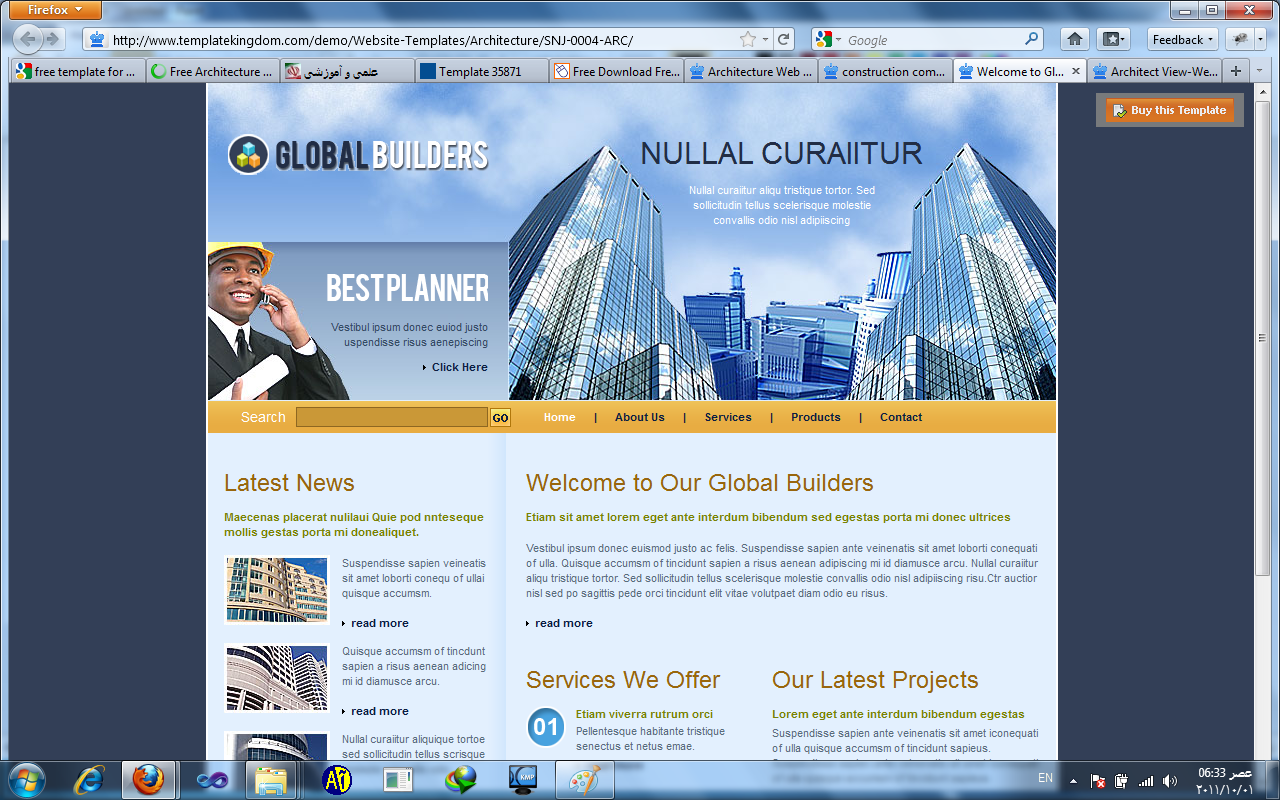 Firefox
http://www.templatekingdom.com/demo/Website-Templates/Architecture/SNJ-0004-ARC/
Google
Feedback
free template for ...
Free Architecture ...
علمی و آموزشی
Template 35871
Free Download Fre...
Architecture Web ...
construction com...
Welcome to Gl...
Architect View-We...
Buy this Template
GLOBAL BUILDERS
NULLAL CURAIITUR
Nullal curaiitur aliqu tristique tortor. Sed
sollicitudin tellus scelerisque molestie
convallis odio nisl adipiiscing
BEST PLANNER
Vestibul ipsum donec euiod justo
uspendisse risus aenepiscing
Click Here
Search
GO
Home | About Us | Services | Products | Contact
Latest News
Maecenas placerat nulilaui Quie pod nnteseque
mollis gestas porta mi donealiquet.
Suspendisse sapien veineatis
sit amet loborti conequ of ullai
quisque accumsm.
read more
Quisque accumsm of tincdunt
sapien a risus aenean adicing
mi id diamusce arcu.
read more
Nullal curaiitur aliquique tortoe
sed sollicitudin tellus scrisque
Welcome to Our Global Builders
Etiam sit amet lorem eget ante interdum bibendum sed egestas porta mi donec ultrices
Vestibul ipsum donec euismod justo ac felis. Suspendisse sapien ante veinenatis sit amet loborti conequati
of ulla. Quisque accumsm of tincidunt sapien a risus aenean adipiscing mi id diamusce arcu. Nullal curaiitur
aliqu tristique tortor. Sed sollicitudin tellus scelerisque molestie convallis odio nisl adipiiscing risu.Ctr auctior
nisl sed po sagittis pede orci tincidunt elit vitae volutpaet diam odio eu risus.
read more
Services We Offer
01
Etiam viverra rutrum orci
Pellentesque habitante tristique
senectus et netus emae.
Our Latest Projects
Lorem eget ante interdum bibendum egestas
Suspendisse sapien ante veinenatis sit amet iconequati
of ulla quisque accumsm of tincidunt sapieus.
KMP
EN
06:33 عصر
۲۰۱۱/۱۰/۰۱